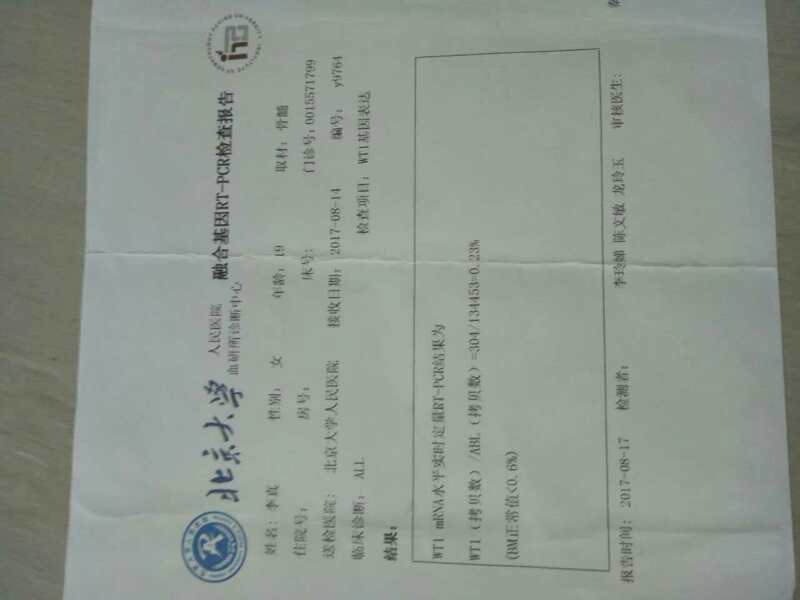 北京大学 人民医院 融合基因RT-PCR检查报告
血研所诊断中心
姓名：李真 性别：女 年龄：19 取材：骨髓
住院号： 房号： 床号： 门诊号：0015571799
送检医院：北京大学人民医院 接收日期：2017-08-14 编号：y9764
临床诊断：ALL 检查项目：WT1基因表达
结果：
WT1 mRNA水平实时定量RT-PCR结果为
WT1（拷贝数）/ABL（拷贝数）=304/134453=0.23%
(BM正常值<0.6%)
报告时间：2017-08-17 检测者： 李玲娣 陈文敏 龙玲玉 审核医生：